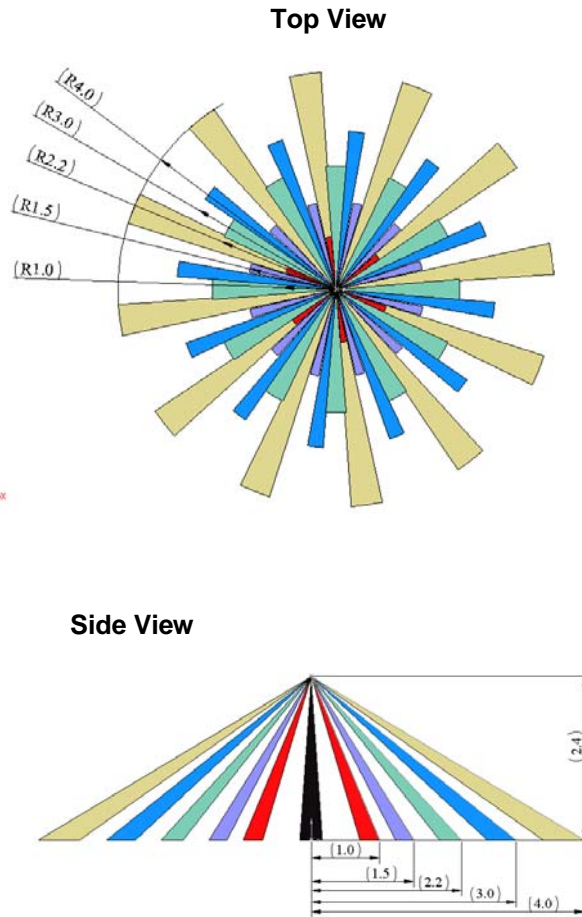 Top View
(R4.0)
(R3.0)
(R2.2)
(R1.5)
(R1.0)
Side View
(2.4)
(1.0)
(1.5)
(2.2)
(3.0)
(4.0)